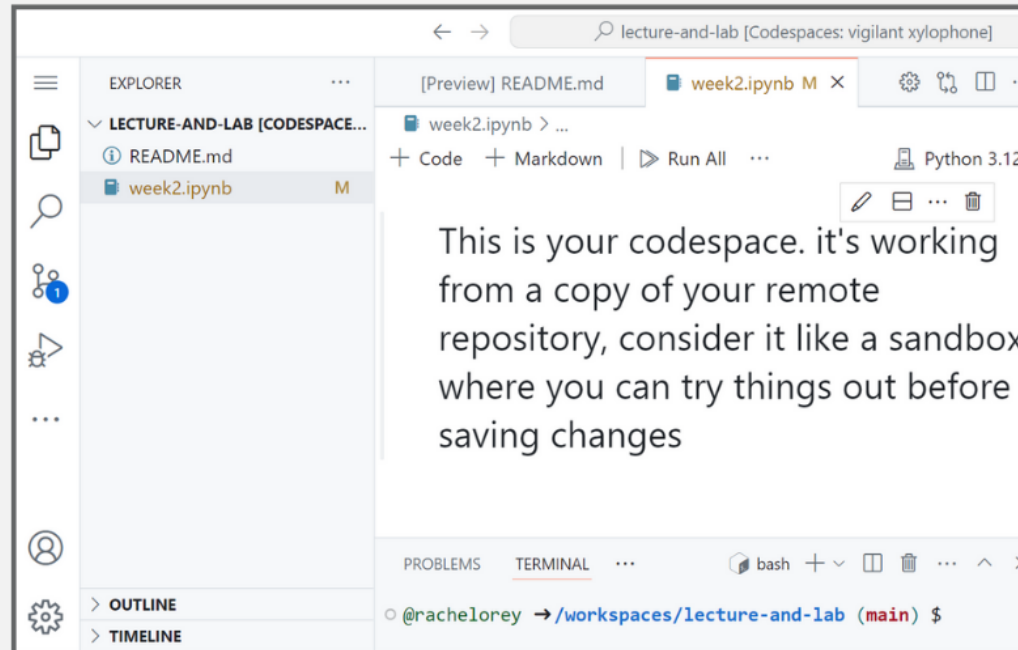 lecture-and-lab [Codespaces: vigilant xylophone]
EXPLORER
LECTURE-AND-LAB [CODESPACE...
README.md
week2.ipynb M
[Preview] README.md
week2.ipynb M
week2.ipynb > ...
+ Code + Markdown | Run All ...
Python 3.12
This is your codespace. it's working
from a copy of your remote
repository, consider it like a sandbox
where you can try things out before
saving changes
1
PROBLEMS TERMINAL ... bash
@rachelorey →/workspaces/lecture-and-lab (main) $
OUTLINE
TIMELINE